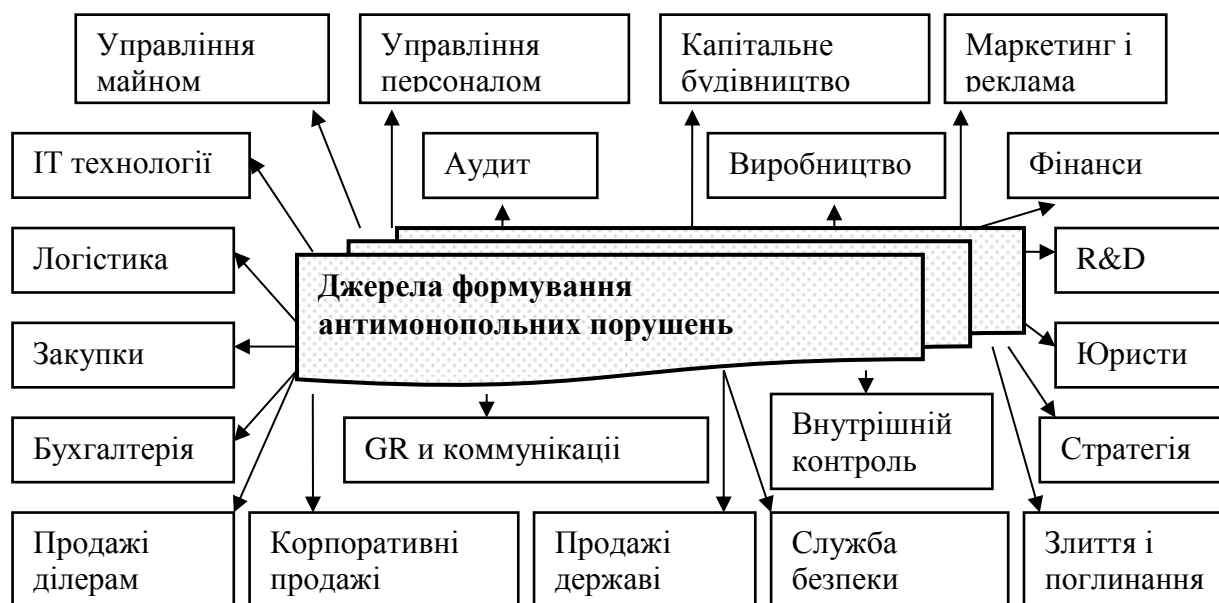 Управління
майном
Управління
персоналом
Капітальне
будівництво
Маркетинг і
реклама
ІТ технології
Аудит
Виробництво
Фінанси
Логістика
R&D
Джерела формування
антимонопольних порушень
Закупки
Юристи
Бухгалтерія
GR и коммунікаціі
Внутрішній
контроль
Стратегія
Продажі
ділерам
Корпоративні
продажі
Продажі
державі
Служба
безпеки
Злиття і
поглинання